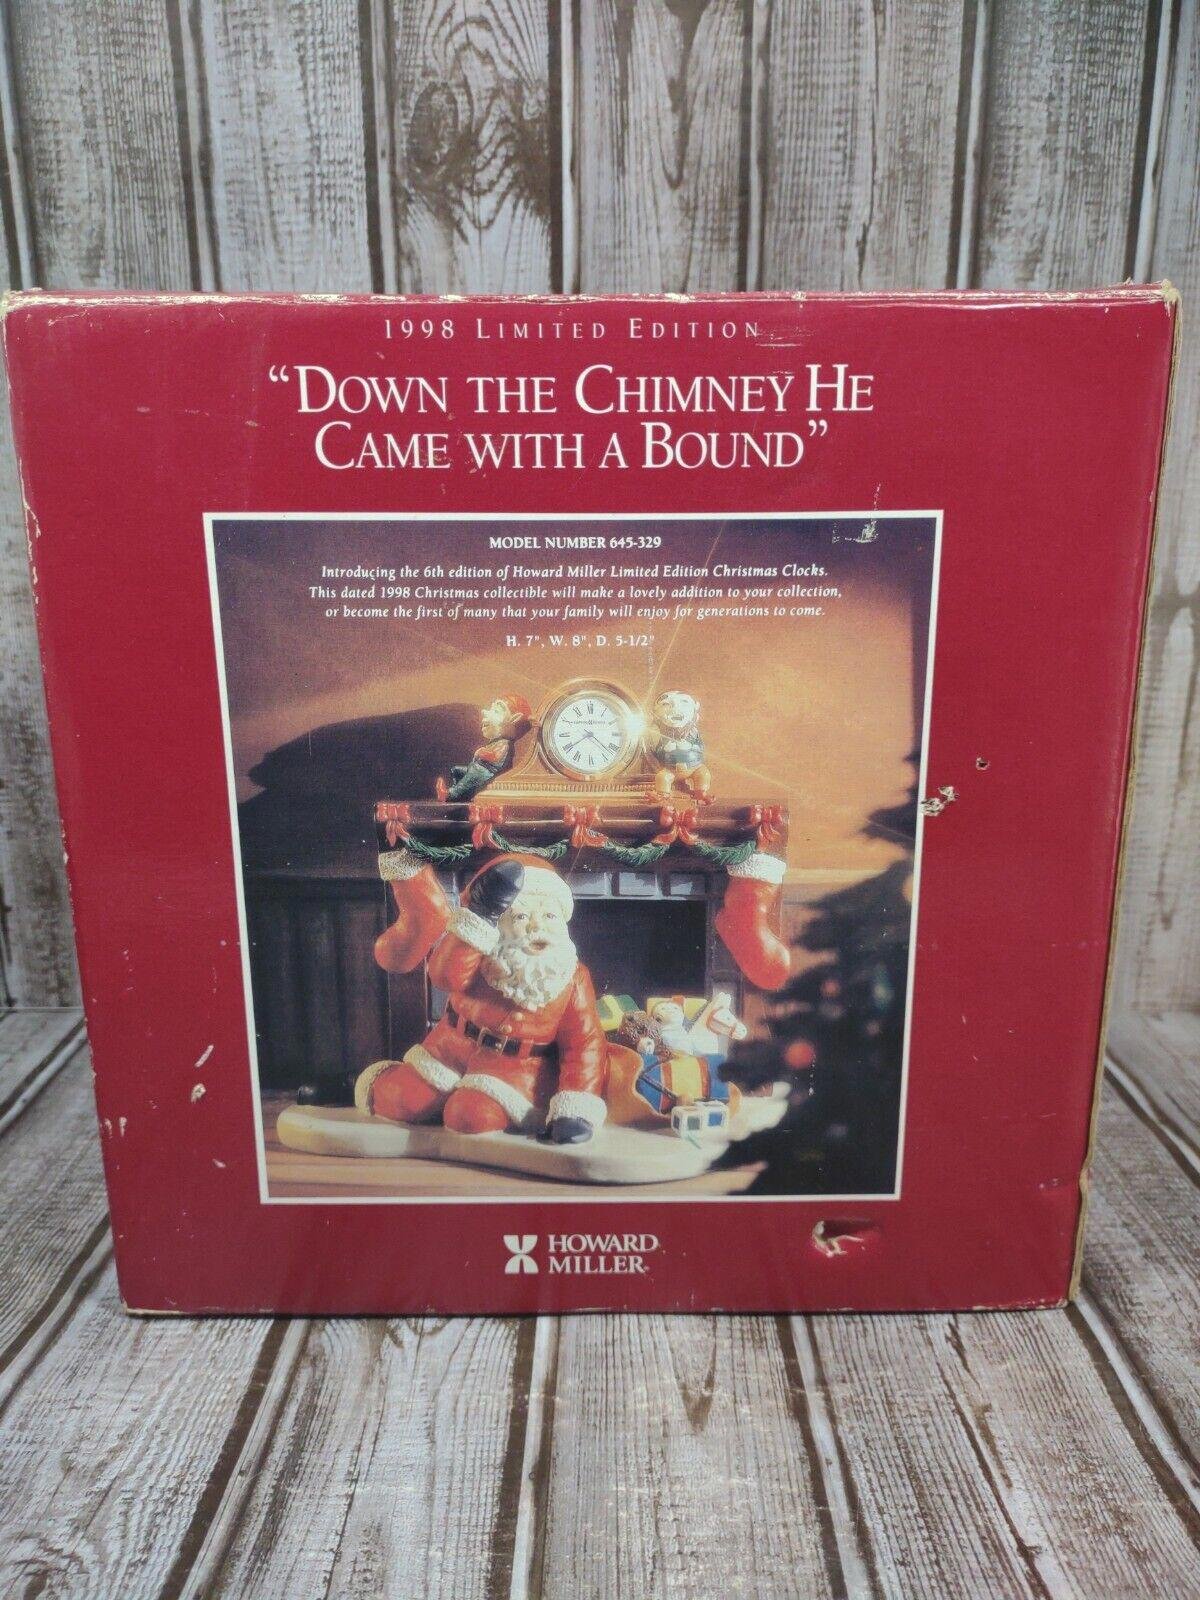 1998 LIMITED EDITION
“DOWN THE CHIMNEY HE
CAME WITH A BOUND”
MODEL NUMBER 645-329
Introducing the 6th edition of Howard Miller Limited Edition Christmas Clocks.
This dated 1998 Christmas collectible will make a lovely addition to your collection,
or become the first of many that your family will enjoy for generations to come.
H. 7", W. 8", D. 5-1/2"
HOWARD
MILLER®